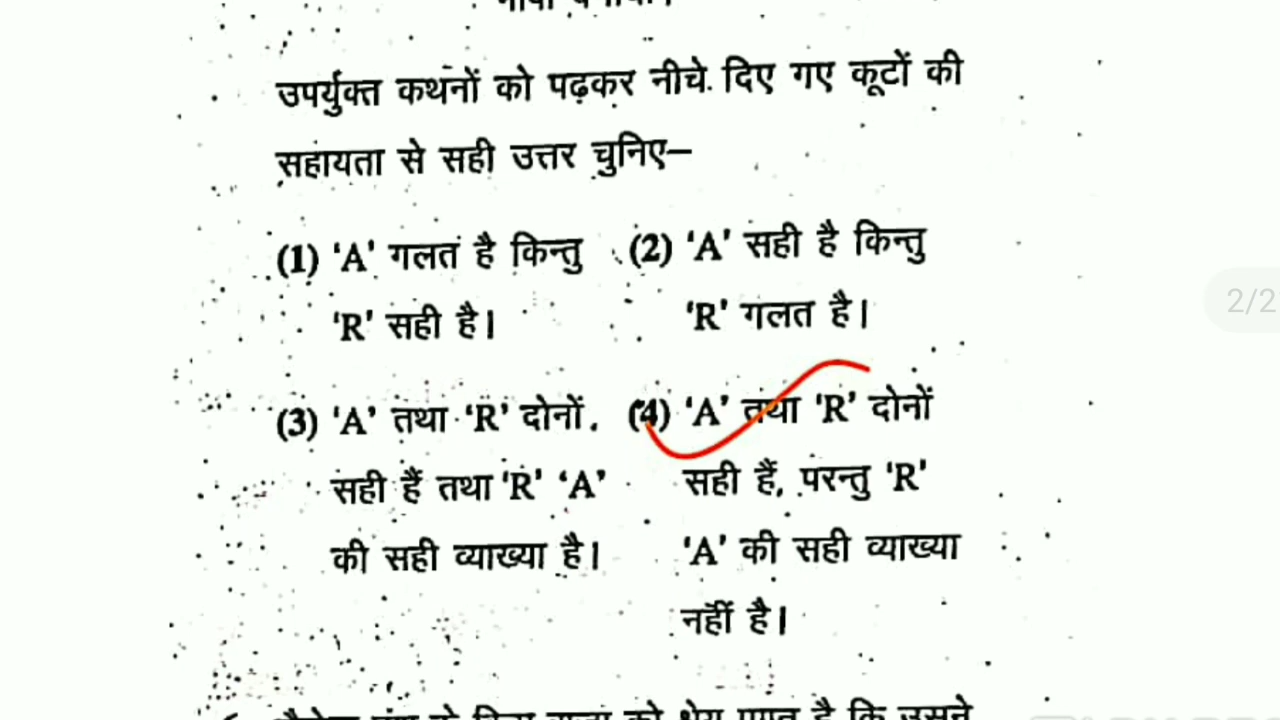 उपर्युक्त कथनों को पढ़कर नीचे दिए गए कूटों की
सहायता से सही उत्तर चुनिए–
(1) 'A' गलत है किन्तु (2) 'A' सही है किन्तु
'R' सही है। 'R' गलत है।
2/2
(3) 'A' तथा 'R' दोनों (4) 'A' तथा 'R' दोनों
सही हैं तथा 'R' 'A' सही हैं, परन्तु 'R'
की सही व्याख्या है। 'A' की सही व्याख्या
नहीं है।